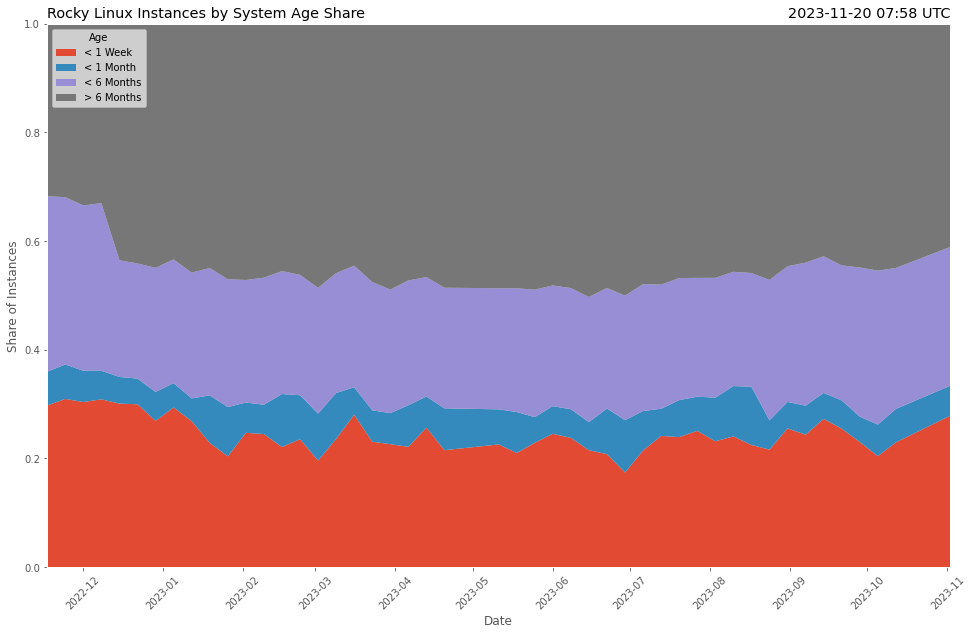 Rocky Linux Instances by System Age Share
2023-11-20 07:58 UTC
Age
< 1 Week
< 1 Month
< 6 Months
> 6 Months
Share of Instances
1.0
0.8
0.6
0.4
0.2
0.0
2022-12
2023-01
2023-02
2023-03
2023-04
2023-05
2023-06
2023-07
2023-08
2023-09
2023-10
2023-11
Date